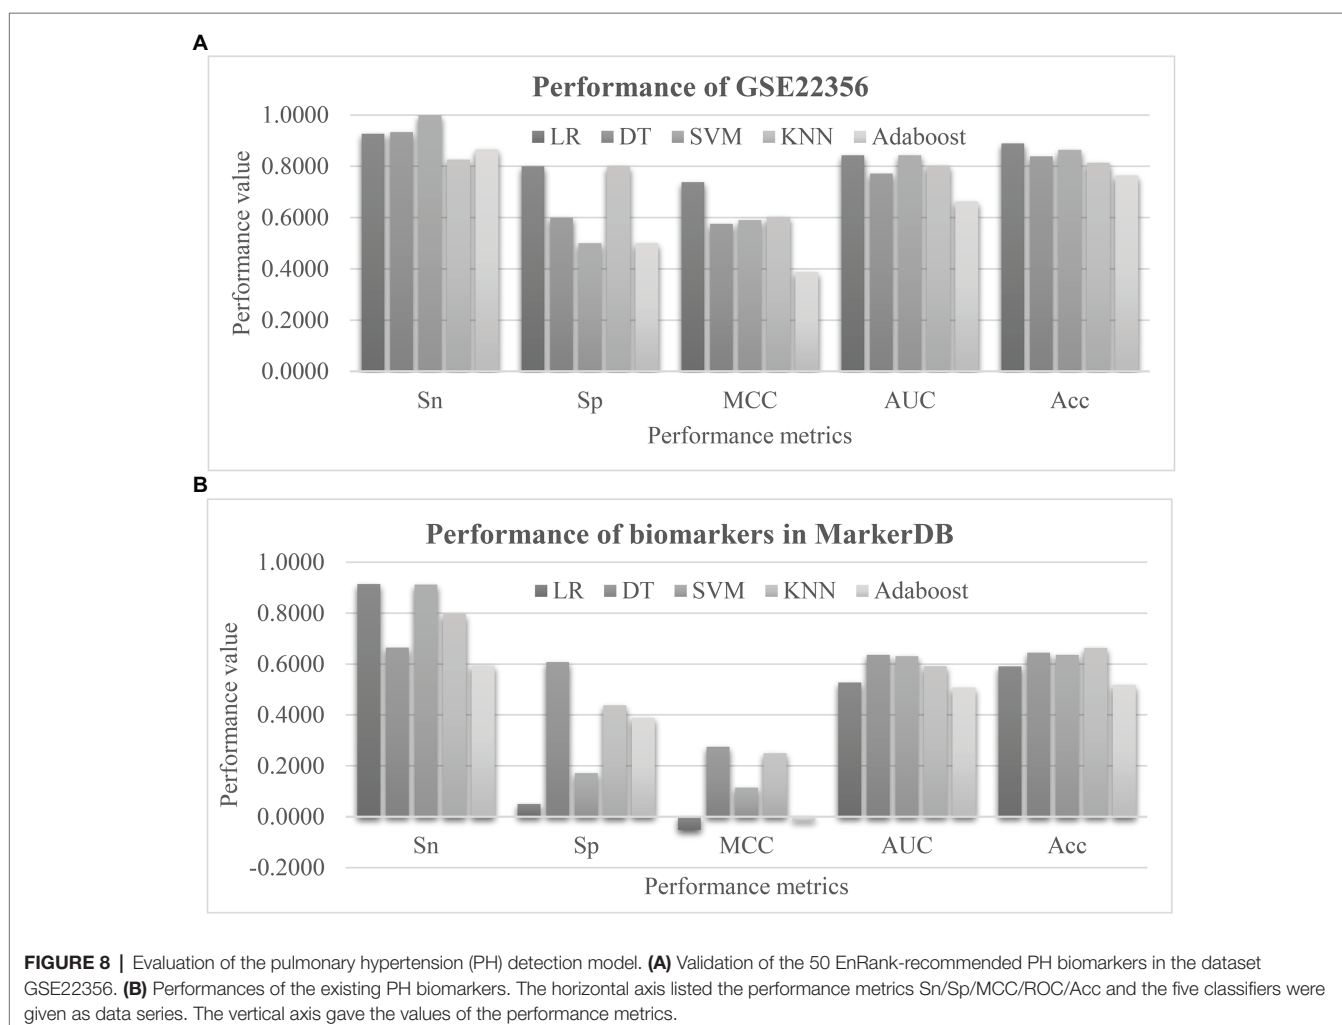 A
Performance of GSE22356
LR DT SVM KNN Adaboost
1.0000
0.8000
0.6000
0.4000
0.2000
0.0000
Performance value
Sn Sp MCC AUC Acc
Performance metrics
B
Performance of biomarkers in MarkerDB
LR DT SVM KNN Adaboost
1.0000
0.8000
0.6000
0.4000
0.2000
0.0000
-0.2000
Performance value
Sn Sp MCC AUC Acc
Performance metrics
FIGURE 8 | Evaluation of the pulmonary hypertension (PH) detection model. (A) Validation of the 50 EnRank-recommended PH biomarkers in the dataset
GSE22356. (B) Performances of the existing PH biomarkers. The horizontal axis listed the performance metrics Sn/Sp/MCC/ROC/Acc and the five classifiers were
given as data series. The vertical axis gave the values of the performance metrics.